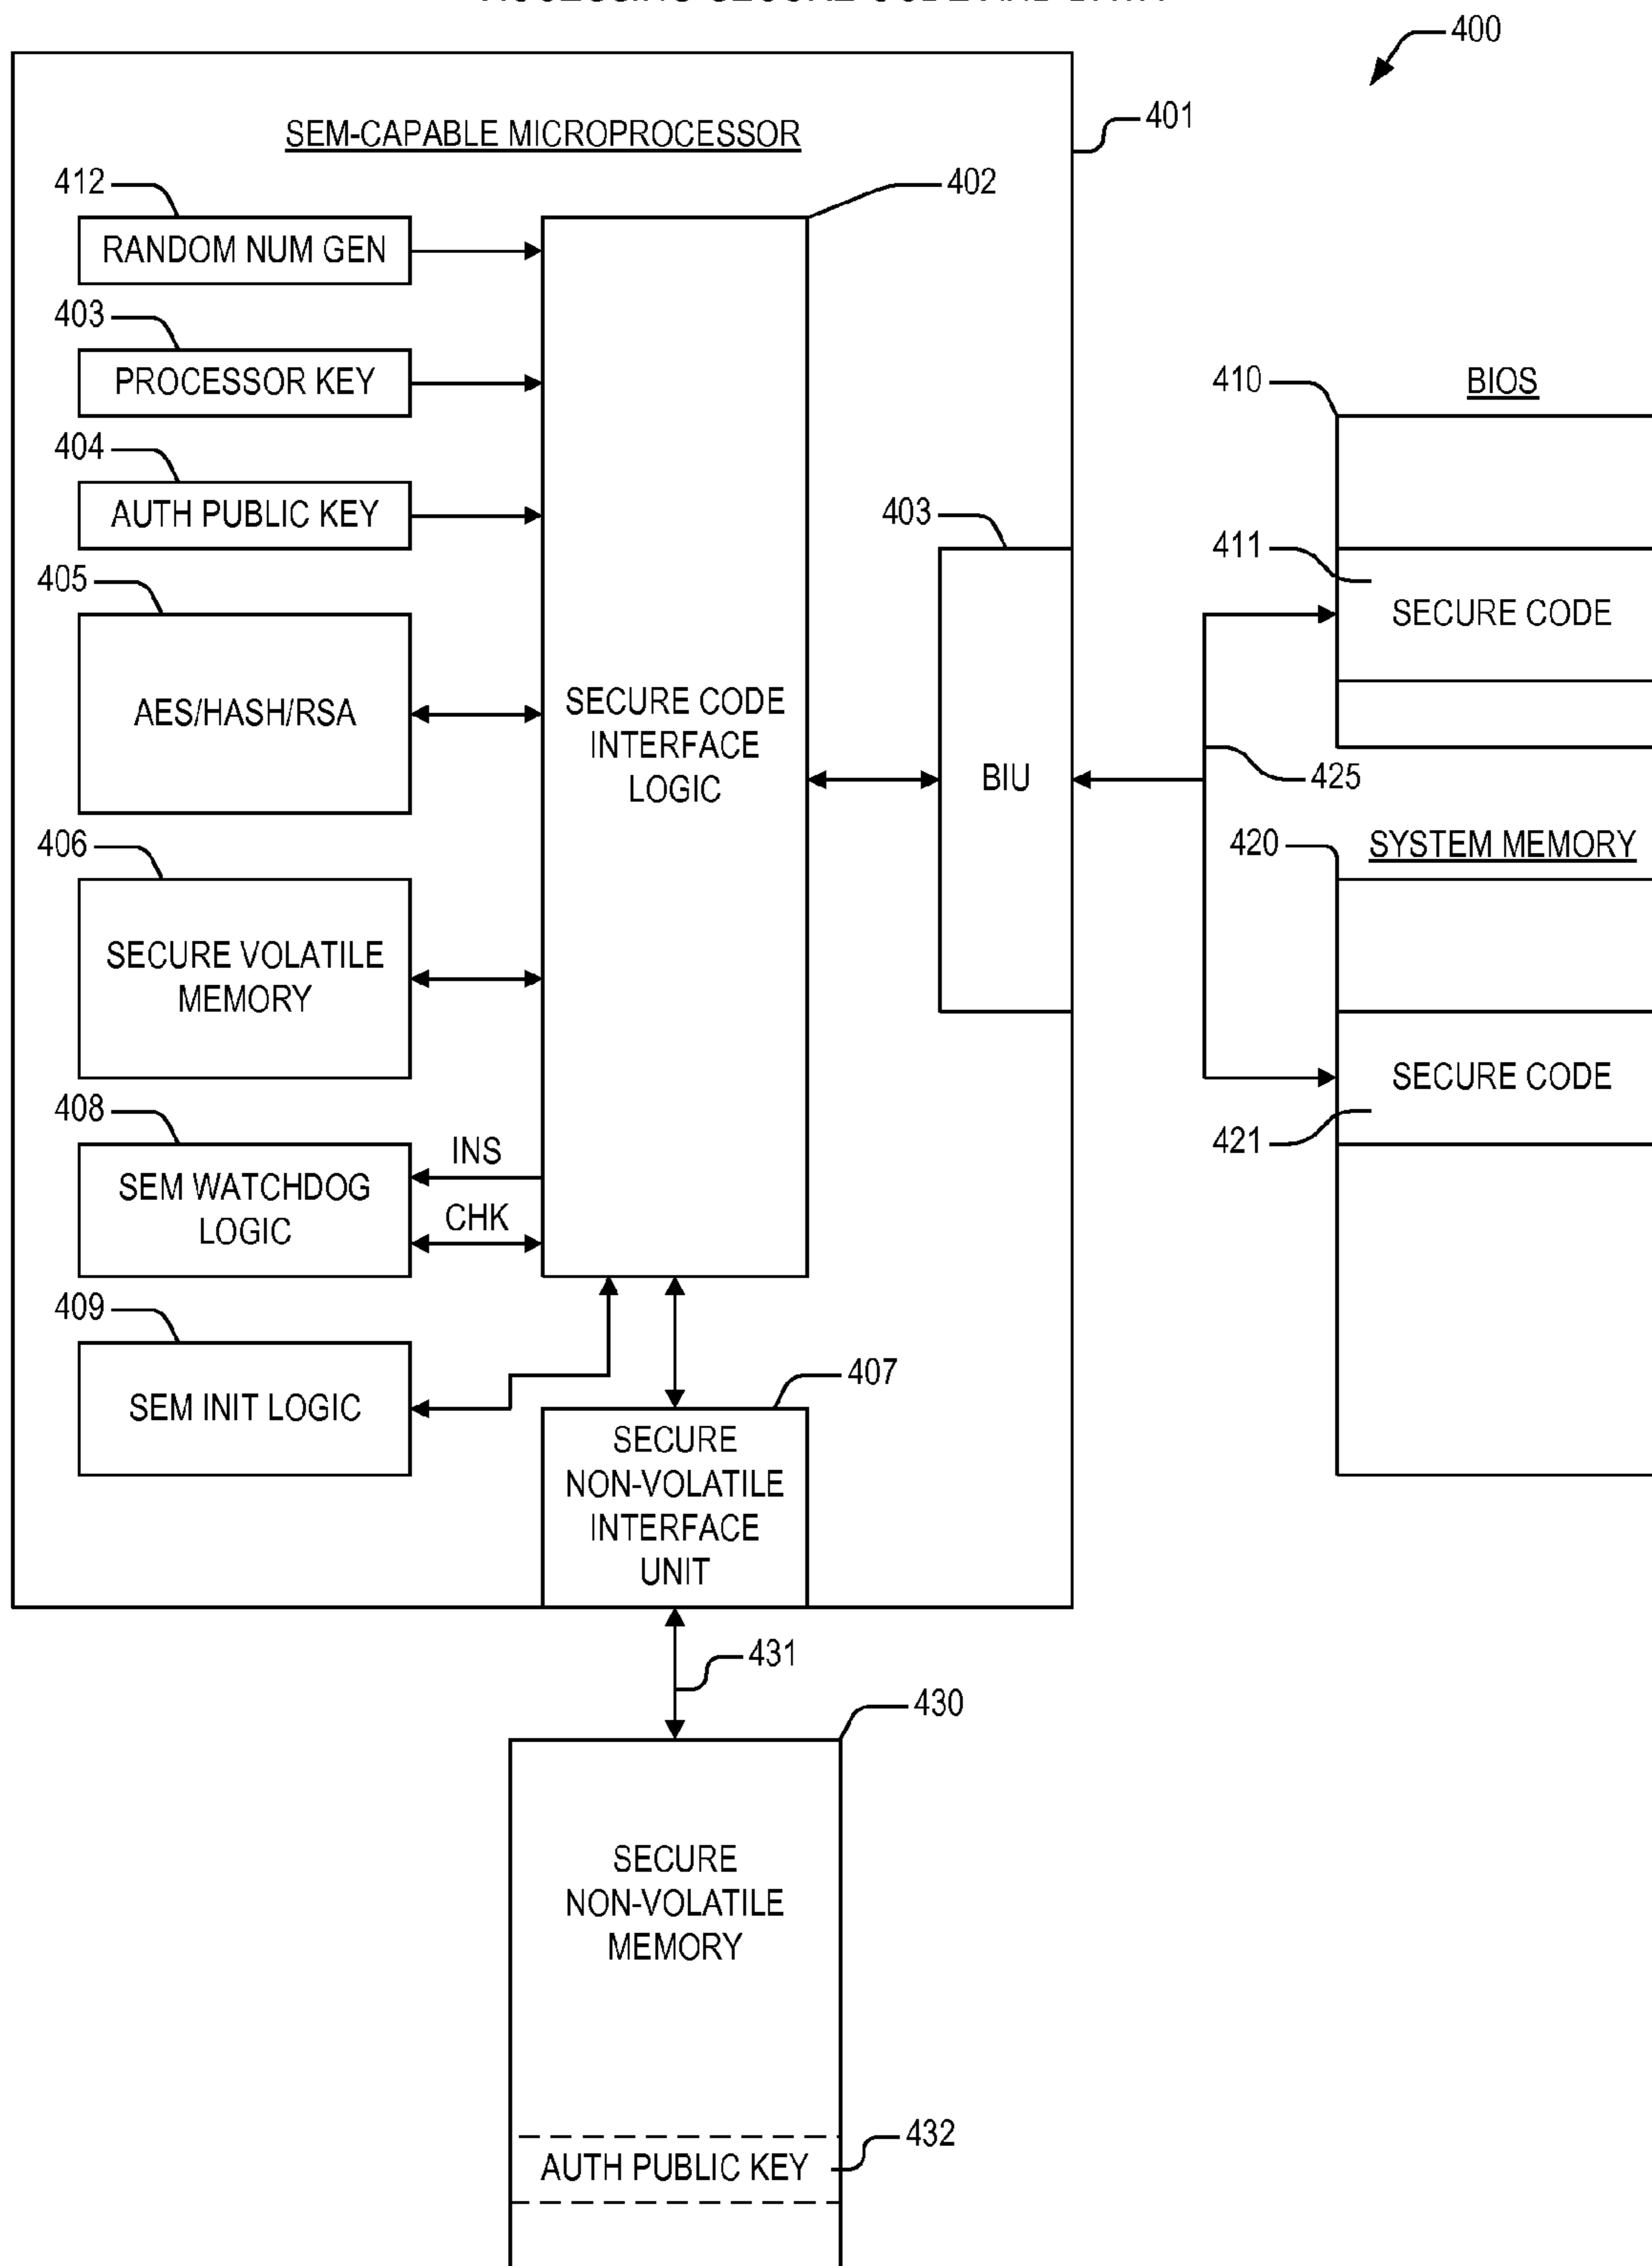 400
401
SEM-CAPABLE MICROPROCESSOR
412
402
RANDOM NUM GEN
403
PROCESSOR KEY
410
BIOS
404
AUTH PUBLIC KEY
403
411
SECURE CODE
405
AES/HASH/RSA
SECURE CODE
INTERFACE
LOGIC
BIU
425
406
420
SYSTEM MEMORY
SECURE VOLATILE
MEMORY
SECURE CODE
421
408
INS
SEM WATCHDOG
LOGIC
CHK
409
407
SEM INIT LOGIC
SECURE
NON-VOLATILE
INTERFACE
UNIT
431
430
SECURE
NON-VOLATILE
MEMORY
432
AUTH PUBLIC KEY